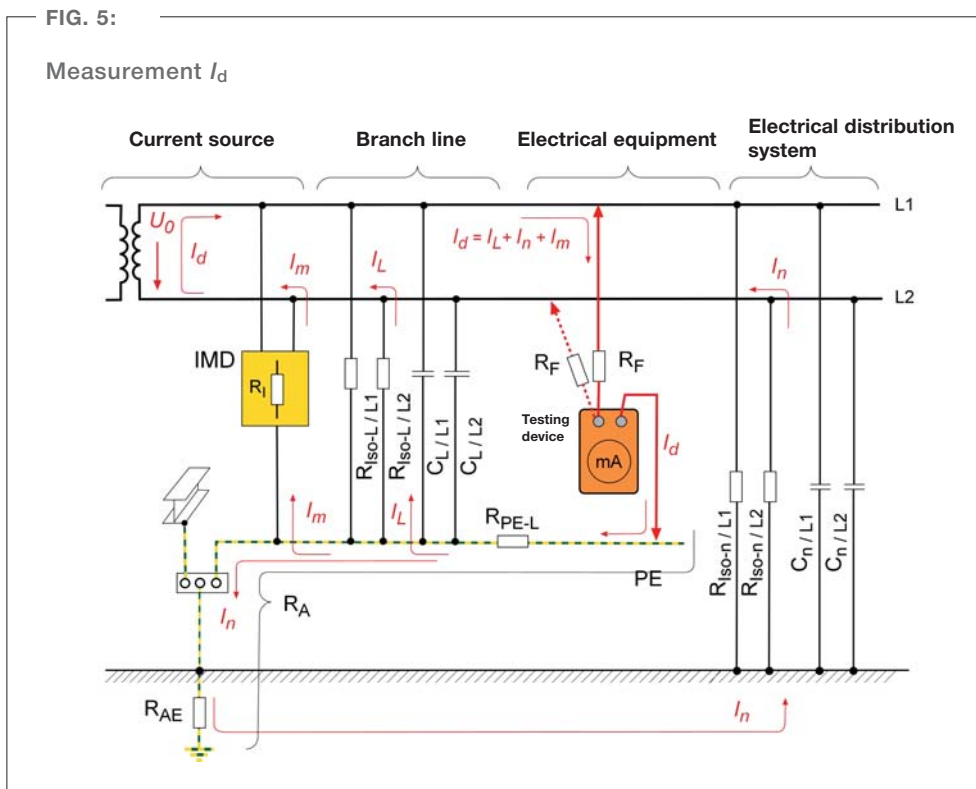 FIG. 5:
Measurement Id
Current source
Branch line
Electrical equipment
Electrical distribution
system
L1
U0
Id
Im
IL
Id = IL + In + Im
In
L2
IMD
RI
RF
RF
Testing
device
mA
Id
RIso-L / L1
RIso-L / L2
CL / L1
CL / L2
RIso-n / L1
RIso-n / L2
Cn / L1
Cn / L2
Im
IL
RPE-L
PE
In
RA
RAE
In